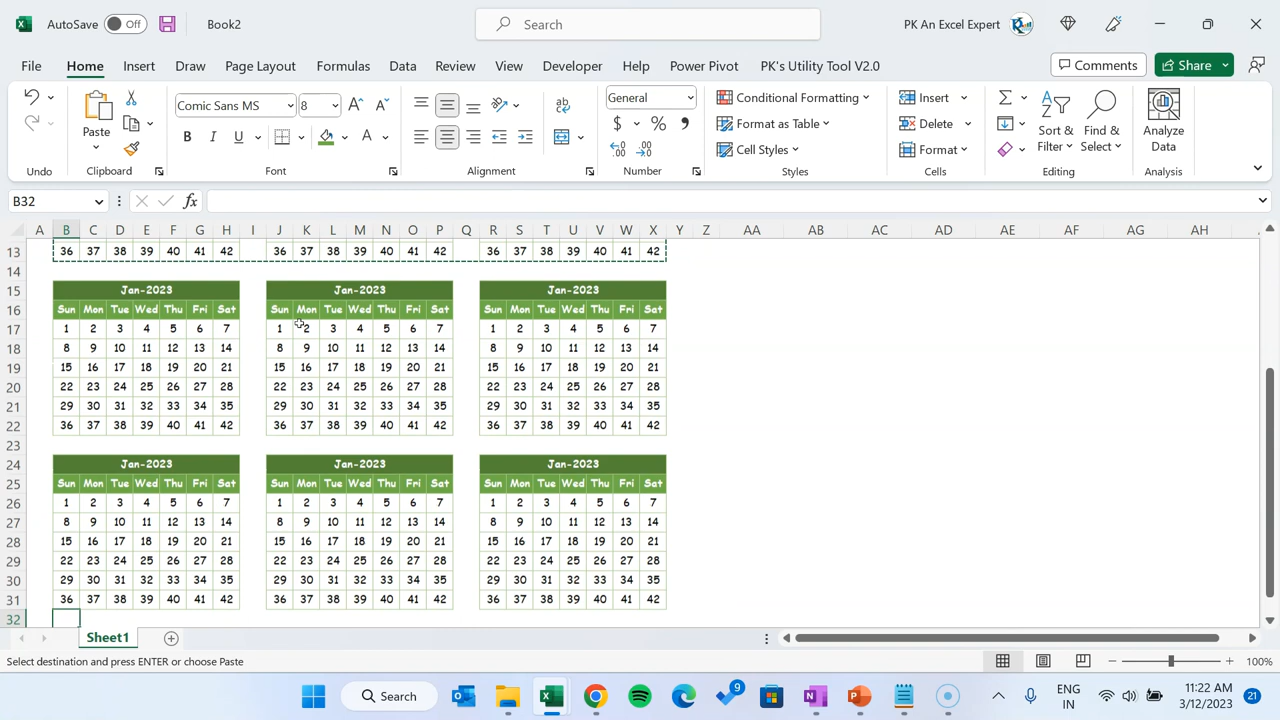 AutoSave Off Book2 Search PK An Excel Expert
File Home Insert Draw Page Layout Formulas Data Review View Developer Help Power Pivot PK's Utility Tool V2.0 Comments Share
Comic Sans MS 8 General Conditional Formatting Insert
Paste B I U A $ % , Format as Table Delete Sort & Filter Find & Select Analyze Data
Cell Styles Format
Undo Clipboard Font Alignment Number Styles Cells Editing Analysis
B32 fx
A B C D E F G H I J K L M N O P Q R S T U V W X Y Z AA AB AC AD AE AF AG AH
13 36 37 38 39 40 41 42 36 37 38 39 40 41 42 36 37 38 39 40 41 42
14
15 Jan-2023 Jan-2023 Jan-2023
16 Sun Mon Tue Wed Thu Fri Sat Sun Mon Tue Wed Thu Fri Sat Sun Mon Tue Wed Thu Fri Sat
17 1 2 3 4 5 6 7 1 2 3 4 5 6 7 1 2 3 4 5 6 7
18 8 9 10 11 12 13 14 8 9 10 11 12 13 14 8 9 10 11 12 13 14
19 15 16 17 18 19 20 21 15 16 17 18 19 20 21 15 16 17 18 19 20 21
20 22 23 24 25 26 27 28 22 23 24 25 26 27 28 22 23 24 25 26 27 28
21 29 30 31 32 33 34 35 29 30 31 32 33 34 35 29 30 31 32 33 34 35
22 36 37 38 39 40 41 42 36 37 38 39 40 41 42 36 37 38 39 40 41 42
23
24 Jan-2023 Jan-2023 Jan-2023
25 Sun Mon Tue Wed Thu Fri Sat Sun Mon Tue Wed Thu Fri Sat Sun Mon Tue Wed Thu Fri Sat
26 1 2 3 4 5 6 7 1 2 3 4 5 6 7 1 2 3 4 5 6 7
27 8 9 10 11 12 13 14 8 9 10 11 12 13 14 8 9 10 11 12 13 14
28 15 16 17 18 19 20 21 15 16 17 18 19 20 21 15 16 17 18 19 20 21
29 22 23 24 25 26 27 28 22 23 24 25 26 27 28 22 23 24 25 26 27 28
30 29 30 31 32 33 34 35 29 30 31 32 33 34 35 29 30 31 32 33 34 35
31 36 37 38 39 40 41 42 36 37 38 39 40 41 42 36 37 38 39 40 41 42
32
Sheet1
Select destination and press ENTER or choose Paste 100%
Search 9 ENG IN 11:22 AM 3/12/2023 21